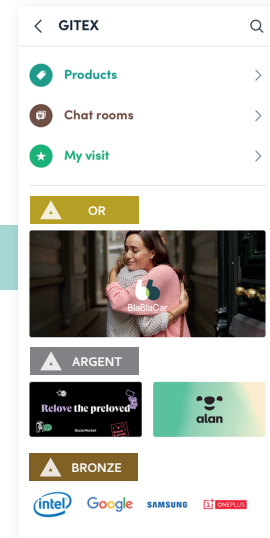 GITEX
Products
Chat rooms
My visit
OR
BlaBlaCar
ARGENT
Relove the preloved
alan
BRONZE
intel
Google
SAMSUNG
ONEPLUS